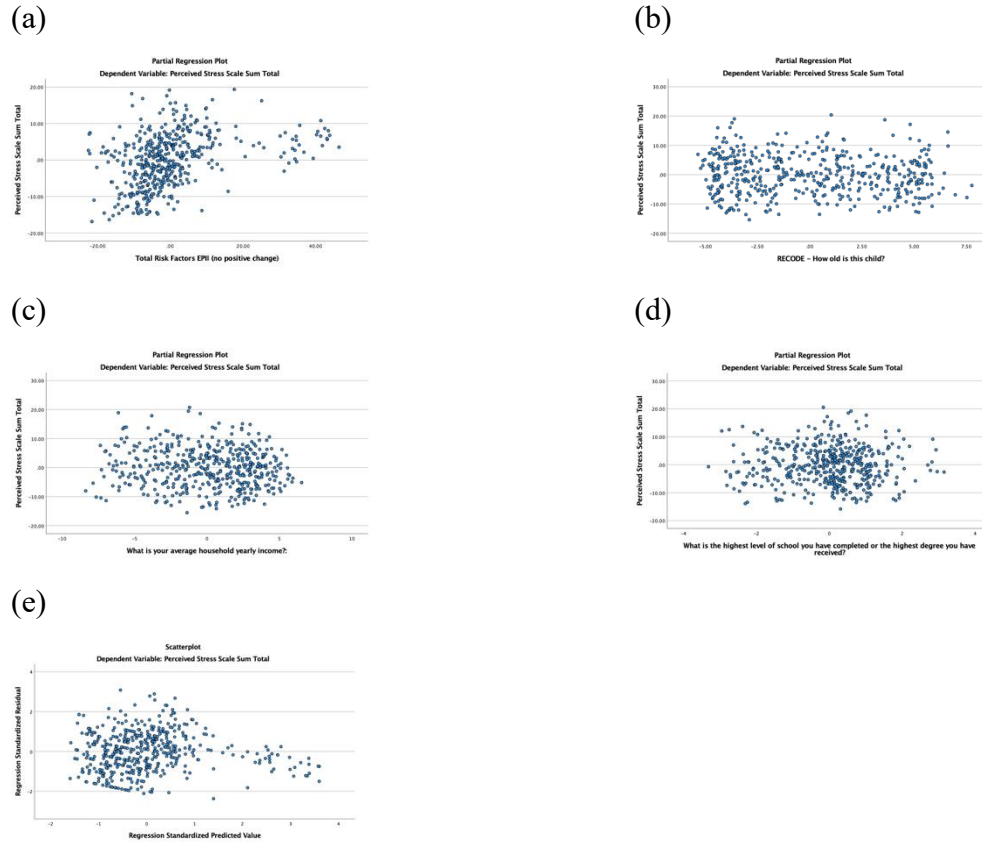 (a)
Partial Regression Plot
Dependent Variable: Perceived Stress Scale Sum Total
Perceived Stress Scale Sum Total
20.00
10.00
.00
-10.00
-20.00
-20.00 .00 20.00 40.00
Total Risk Factors EPII (no positive change)
(b)
Partial Regression Plot
Dependent Variable: Perceived Stress Scale Sum Total
Perceived Stress Scale Sum Total
30.00
20.00
10.00
.00
-10.00
-20.00
-5.00 -2.50 .00 2.50 5.00 7.50
RECODE - How old is this child?
(c)
Partial Regression Plot
Dependent Variable: Perceived Stress Scale Sum Total
Perceived Stress Scale Sum Total
30.00
20.00
10.00
.00
-10.00
-20.00
-10 -5 0 5 10
What is your average household yearly income?:
(d)
Partial Regression Plot
Dependent Variable: Perceived Stress Scale Sum Total
Perceived Stress Scale Sum Total
30.00
20.00
10.00
.00
-10.00
-20.00
-4 -2 0 2 4
What is the highest level of school you have completed or the highest degree you have
received?
(e)
Scatterplot
Dependent Variable: Perceived Stress Scale Sum Total
Regression Standardized Residual
4
2
0
-2
-2 -1 0 1 2 3 4
Regression Standardized Predicted Value